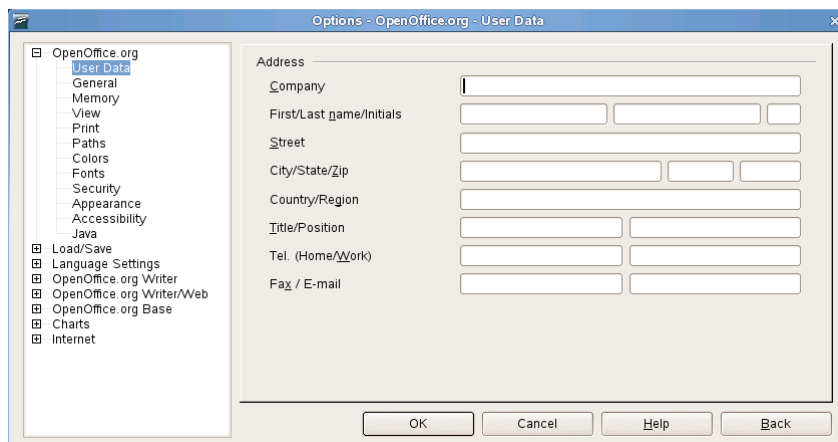 Options - OpenOffice.org - User Data
OpenOffice.org
User Data
General
Memory
View
Print
Paths
Colors
Fonts
Security
Appearance
Accessibility
Java
Load/Save
Language Settings
OpenOffice.org Writer
OpenOffice.org Writer/Web
OpenOffice.org Base
Charts
Internet
Address
Company
First/Last name/Initials
Street
City/State/Zip
Country/Region
Title/Position
Tel. (Home/Work)
Fax / E-mail
OK
Cancel
Help
Back